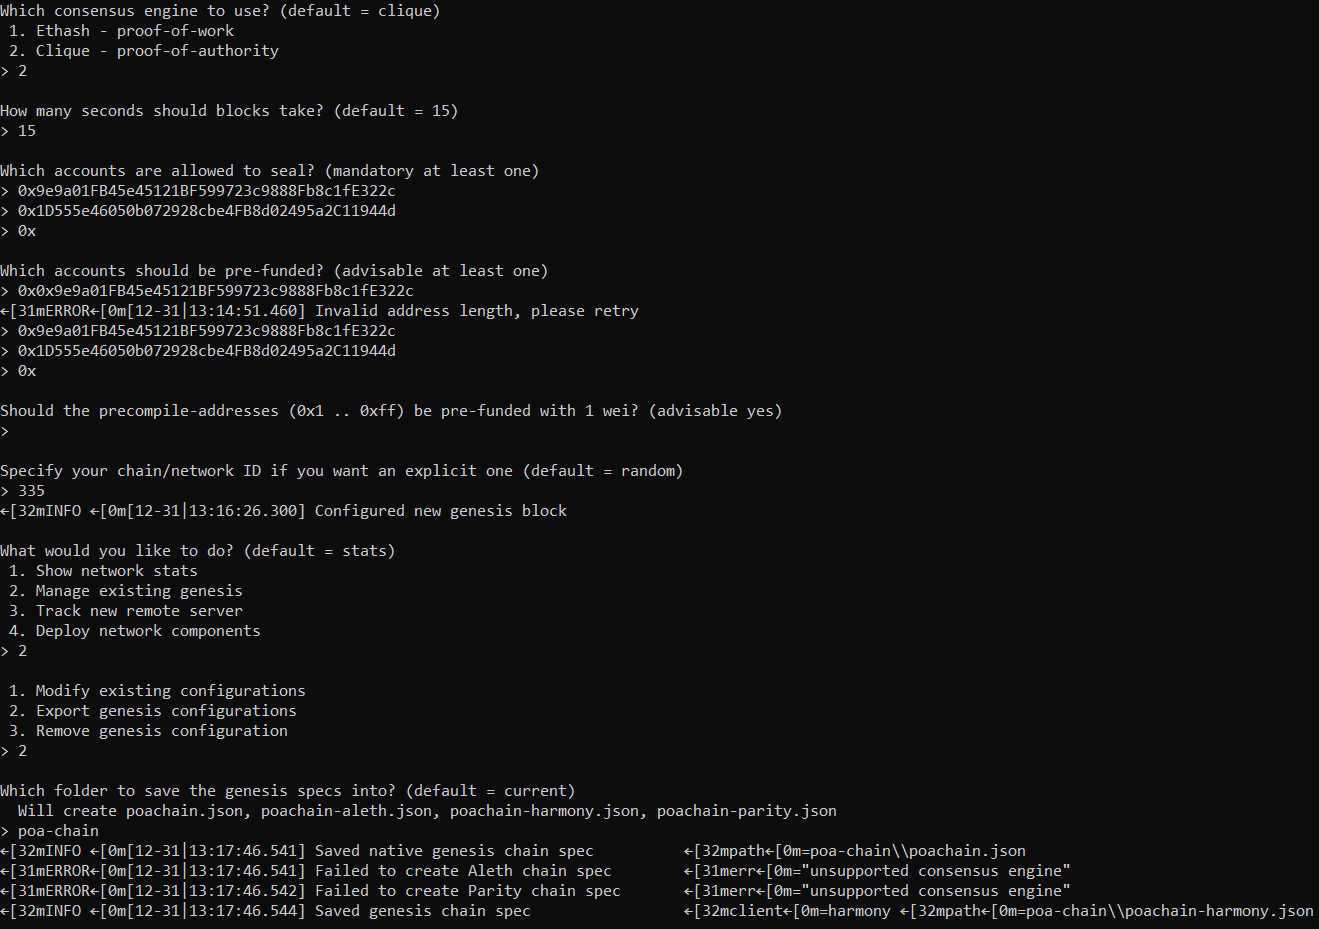 Which consensus engine to use? (default = clique)
 1. Ethash - proof-of-work
 2. Clique - proof-of-authority
> 2

How many seconds should blocks take? (default = 15)
> 15

Which accounts are allowed to seal? (mandatory at least one)
> 0x9e9a01FB45e45121BF599723c9888Fb8c1fE322c
> 0x1D555e46050b072928cbe4FB8d02495a2C11944d
> 0x

Which accounts should be pre-funded? (advisable at least one)
> 0x0x9e9a01FB45e45121BF599723c9888Fb8c1fE322c
←[31mERROR←[0m[12-31|13:14:51.460] Invalid address length, please retry
> 0x9e9a01FB45e45121BF599723c9888Fb8c1fE322c
> 0x1D555e46050b072928cbe4FB8d02495a2C11944d
> 0x

Should the precompile-addresses (0x1 .. 0xff) be pre-funded with 1 wei? (advisable yes)
>

Specify your chain/network ID if you want an explicit one (default = random)
> 335
←[32mINFO ←[0m[12-31|13:16:26.300] Configured new genesis block

What would you like to do? (default = stats)
 1. Show network stats
 2. Manage existing genesis
 3. Track new remote server
 4. Deploy network components
> 2

 1. Modify existing configurations
 2. Export genesis configurations
 3. Remove genesis configuration
> 2

Which folder to save the genesis specs into? (default = current)
  Will create poachain.json, poachain-aleth.json, poachain-harmony.json, poachain-parity.json
> poa-chain
←[32mINFO ←[0m[12-31|13:17:46.541] Saved native genesis chain spec          ←[32mpath←[0m=poa-chain\\poachain.json
←[31mERROR←[0m[12-31|13:17:46.541] Failed to create Aleth chain spec        ←[31merr←[0m="unsupported consensus engine"
←[31mERROR←[0m[12-31|13:17:46.542] Failed to create Parity chain spec       ←[31merr←[0m="unsupported consensus engine"
←[32mINFO ←[0m[12-31|13:17:46.544] Saved genesis chain spec                 ←[32mclient←[0m=harmony ←[32mpath←[0m=poa-chain\\poachain-harmony.json